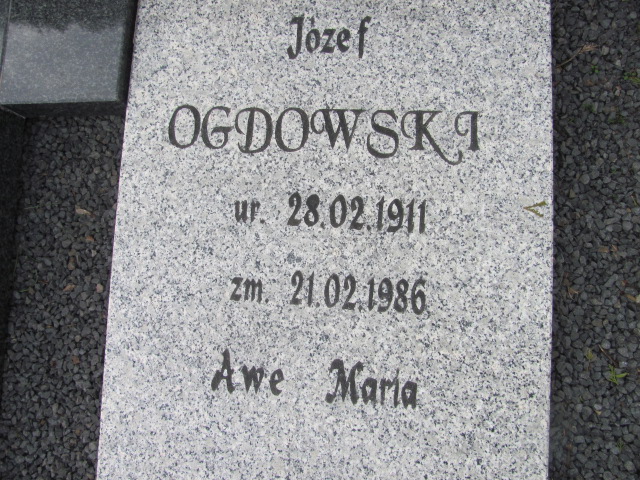 Józef
OGDOWSKI
ur. 28.02.1911
zm. 21.02.1986
Awe Maria